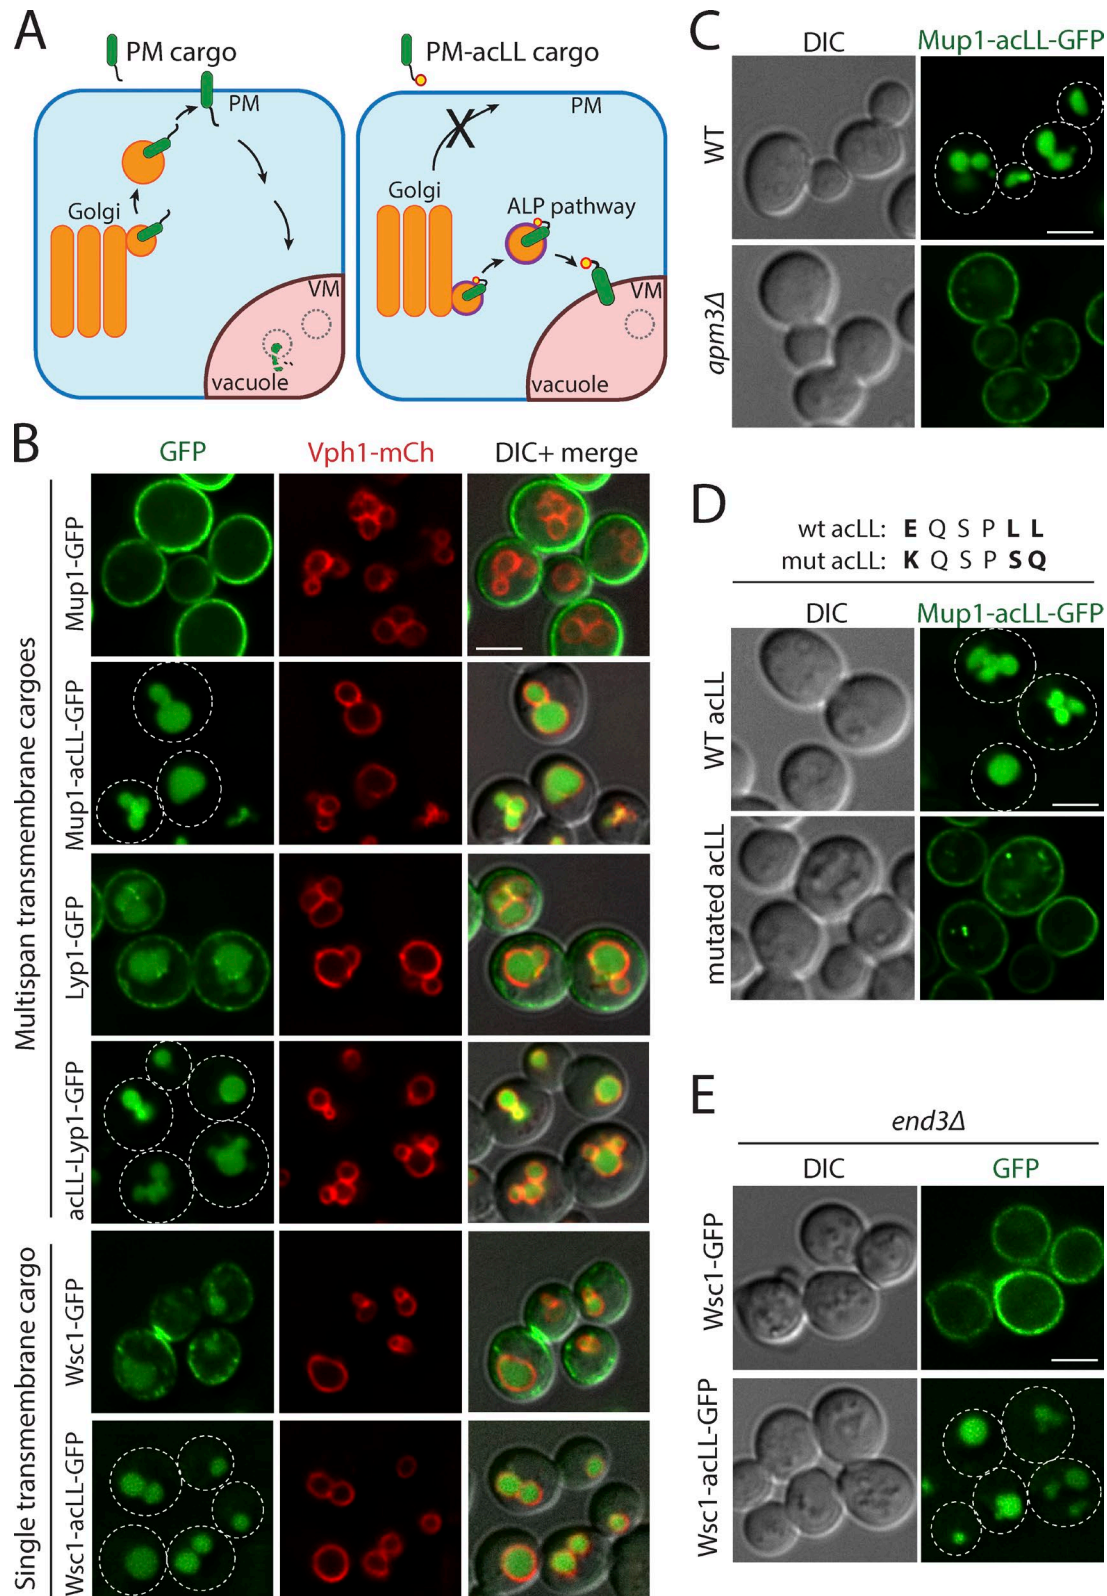 A
PM cargo
PM
Golgi
VM
vacuole
PM-acLL cargo
PM
X
Golgi
ALP pathway
VM
vacuole
B
GFP
Vph1-mCh
DIC+ merge
Multispan transmembrane cargoes
Mup1-GFP
Mup1-acLL-GFP
Lyp1-GFP
acLL-Lyp1-GFP
Single transmembrane cargo
Wsc1-GFP
Wsc1-acLL-GFP
C
DIC
Mup1-acLL-GFP
WT
apm3Δ
D
wt acLL: E Q S P L L
mut acLL: K Q S P S Q
DIC
Mup1-acLL-GFP
WT acLL
mutated acLL
E
end3Δ
DIC
GFP
Wsc1-GFP
Wsc1-acLL-GFP